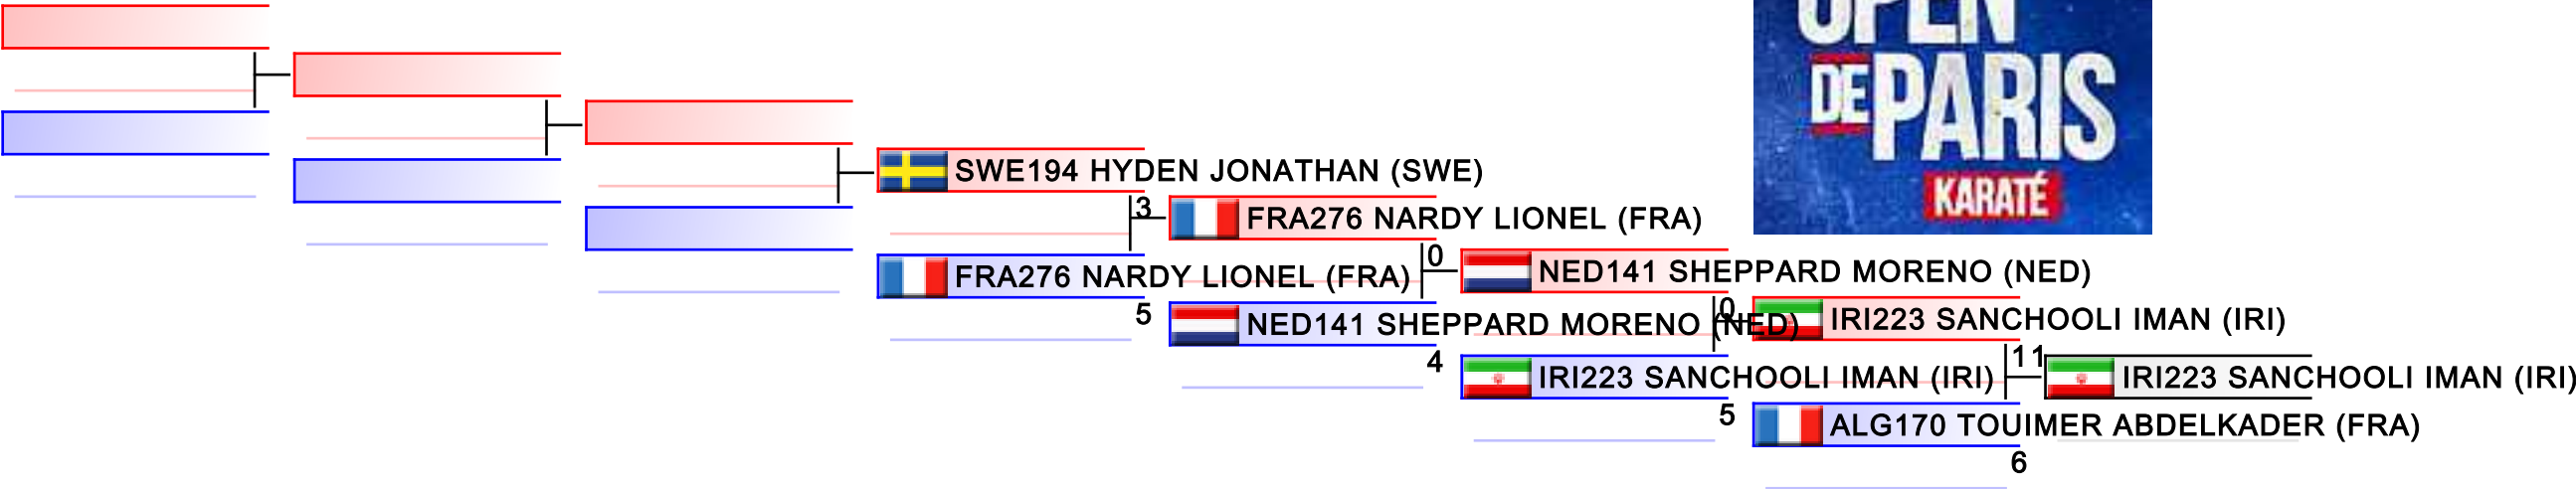 OPEN
DE PARIS
KARATÉ
SWE194 HYDEN JONATHAN (SWE)
3
FRA276 NARDY LIONEL (FRA)
FRA276 NARDY LIONEL (FRA)
5
0
NED141 SHEPPARD MORENO (NED)
NED141 SHEPPARD MORENO (NED)
4
0
IRI223 SANCHOOLI IMAN (IRI)
IRI223 SANCHOOLI IMAN (IRI)
5
11
IRI223 SANCHOOLI IMAN (IRI)
ALG170 TOUIMER ABDELKADER (FRA)
6